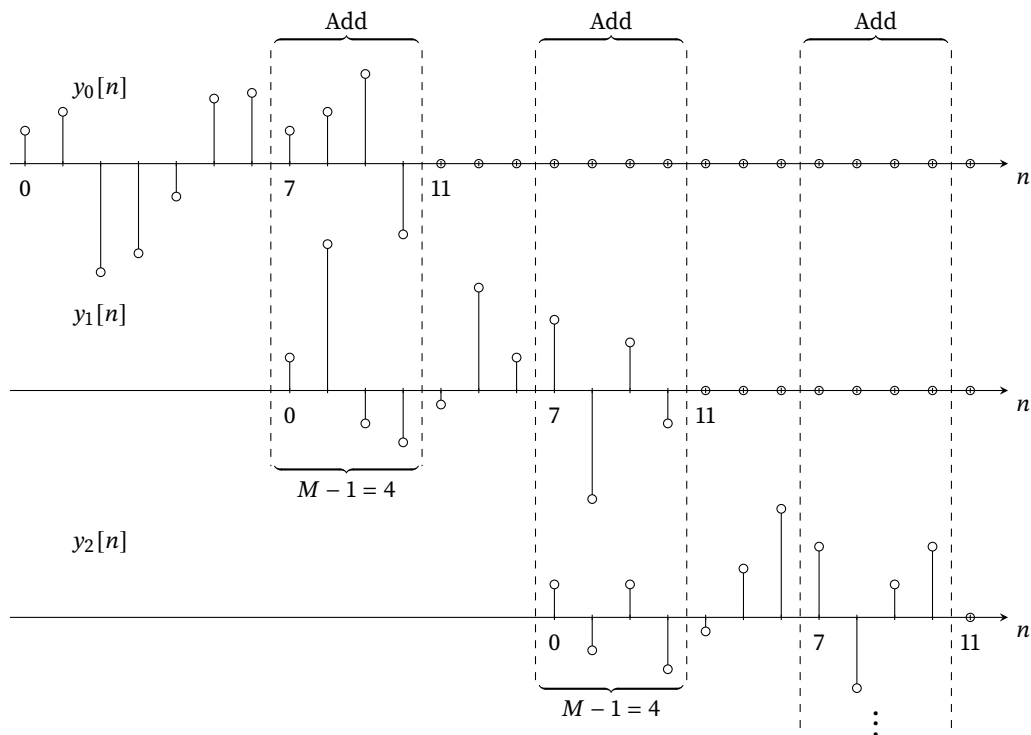 Add Add Add
y₀[n]
0 7 11 n
y₁[n]
0 7 11 n
M − 1 = 4
y₂[n]
0 7 11 n
M − 1 = 4
⋮